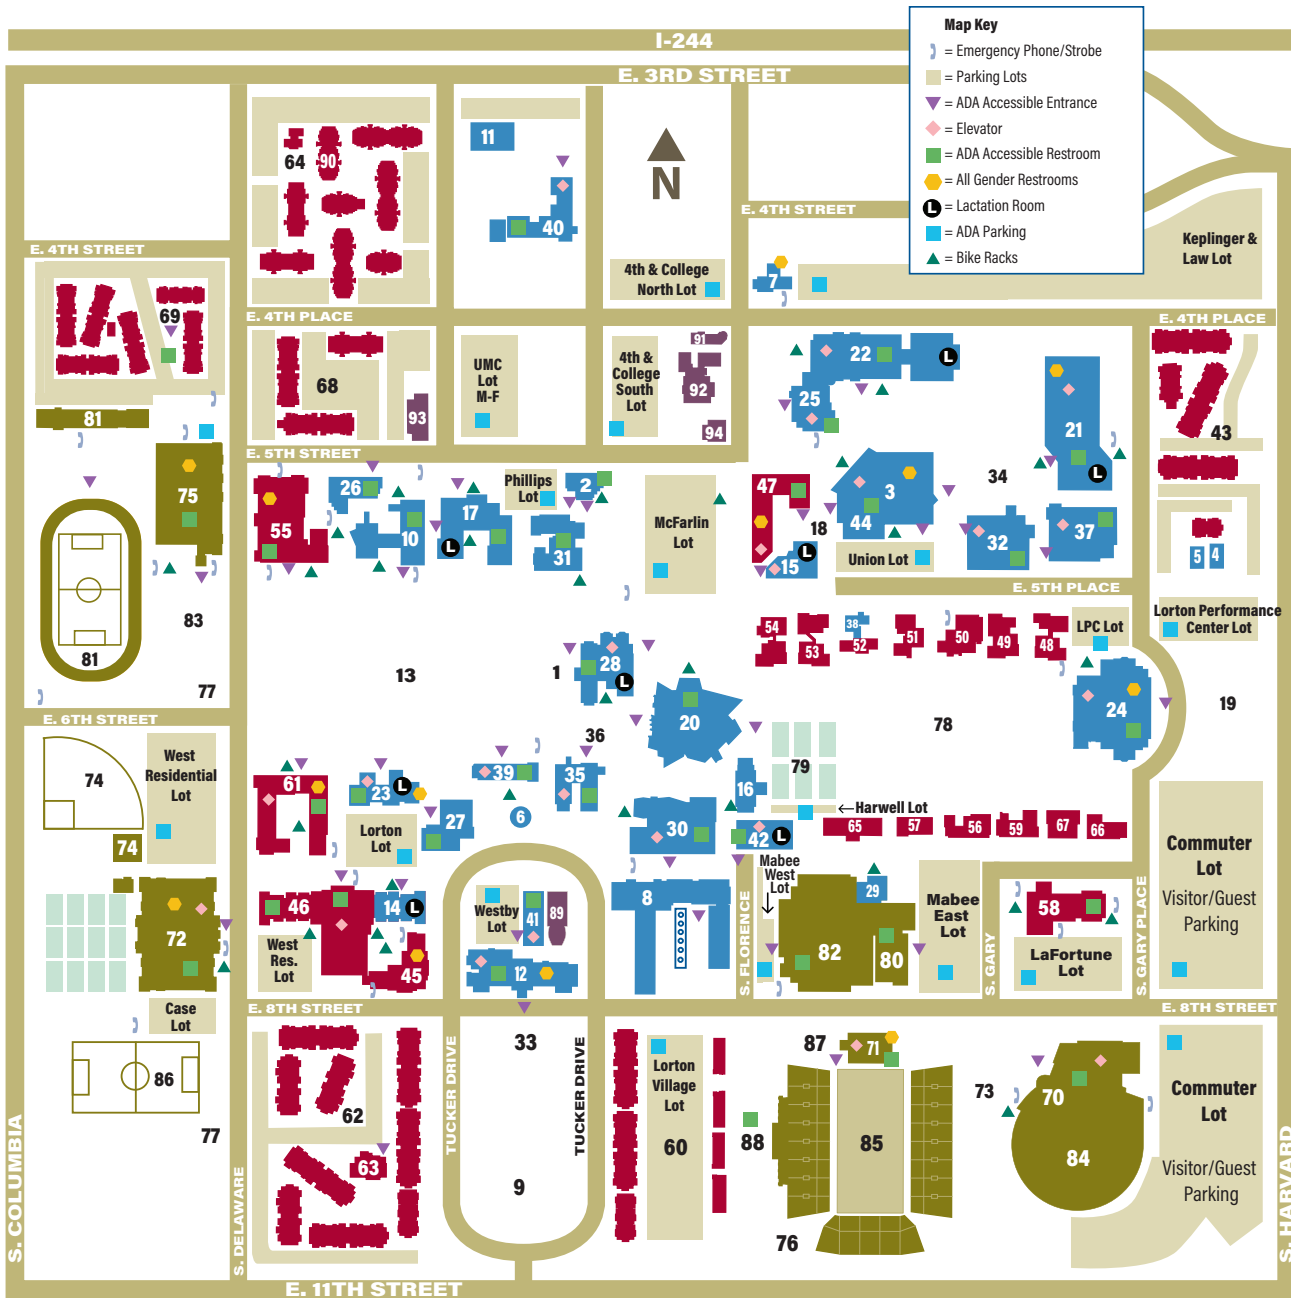 I-244
E. 3RD STREET
Map Key
= Emergency Phone/Strobe
= Parking Lots
= ADA Accessible Entrance
= Elevator
= ADA Accessible Restroom
= All Gender Restrooms
L = Lactation Room
= ADA Parking
= Bike Racks
N
11
64
90
40
E. 4TH STREET
E. 4TH STREET
Keplinger &
Law Lot
4th & College
North Lot
7
69
E. 4TH PLACE
E. 4TH PLACE
68
93
UMC
Lot
M-F
4th &
College
South
Lot
91
92
94
22
L
25
21
L
43
81
E. 5TH STREET
75
55
26
10
17
L
Phillips
Lot
2
31
McFarlin
Lot
47
18
15
L
3
44
Union Lot
34
32
37
5
4
E. 5TH PLACE
83
81
77
13
1
28
L
36
20
54
53
38
52
51
50
49
48
LPC Lot
Lorton Performance
Center Lot
24
19
78
E. 6TH STREET
74
West
Residential
Lot
74
61
23
L
39
35
6
27
Lorton
Lot
30
16
79
←Harwell Lot
42
L
65
57
56
59
67
66
Commuter
Lot
Visitor/Guest
Parking
Mabee
West
Lot
72
46
14
L
West
Res.
Lot
45
Westby
Lot
41
89
12
8
S. FLORENCE
29
82
80
Mabee
East
Lot
S. GARY
58
LaFortune
Lot
S. GARY PLACE
Case
Lot
E. 8TH STREET
E. 8TH STREET
86
77
S. COLUMBIA
S. DELAWARE
62
63
TUCKER DRIVE
33
9
TUCKER DRIVE
Lorton
Village
Lot
60
88
87
71
85
76
73
70
84
Commuter
Lot
Visitor/Guest
Parking
S. HARVARD
E. 11TH STREET